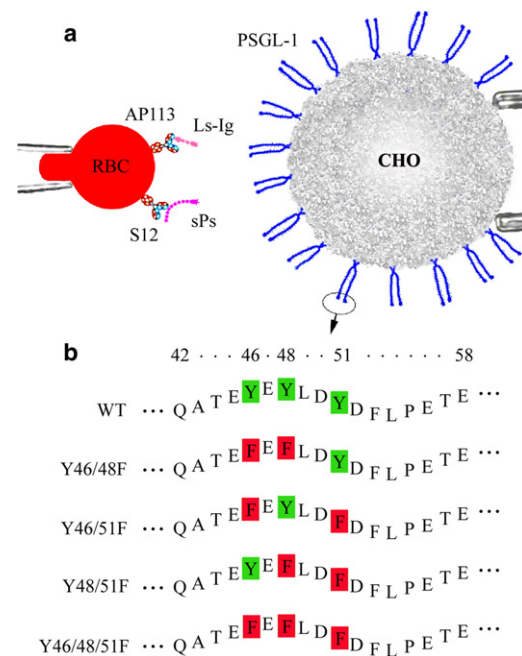 a
PSGL-1
AP113
Ls-Ig
RBC
CHO
S12
sPs
b
42 · · · 46 · 48 · · 51 · · · · · · 58
WT ··· Q A T E Y E Y L D Y D F L P E T E ···
Y46/48F ··· Q A T E F E F L D Y D F L P E T E ···
Y46/51F ··· Q A T E F E Y L D F D F L P E T E ···
Y48/51F ··· Q A T E Y E F L D F D F L P E T E ···
Y46/48/51F ··· Q A T E F E F L D F D F L P E T E ···